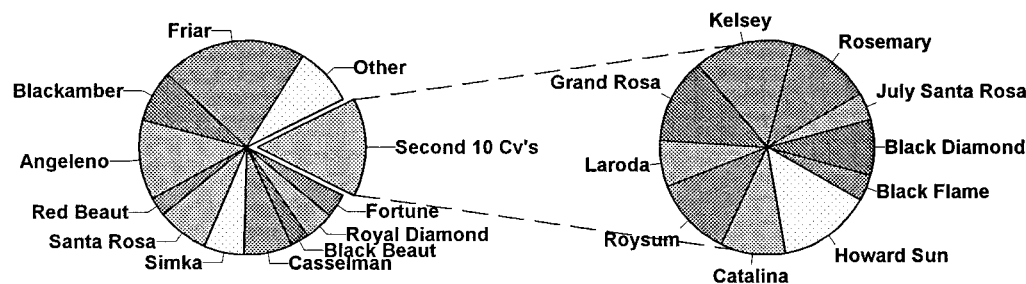 Friar
Other
Blackamber
Second 10 Cv's
Angeleno
Red Beaut
Fortune
Royal Diamond
Santa Rosa
Black Beaut
Simka
Casselman
Kelsey
Rosemary
Grand Rosa
July Santa Rosa
Black Diamond
Laroda
Black Flame
Roysum
Howard Sun
Catalina